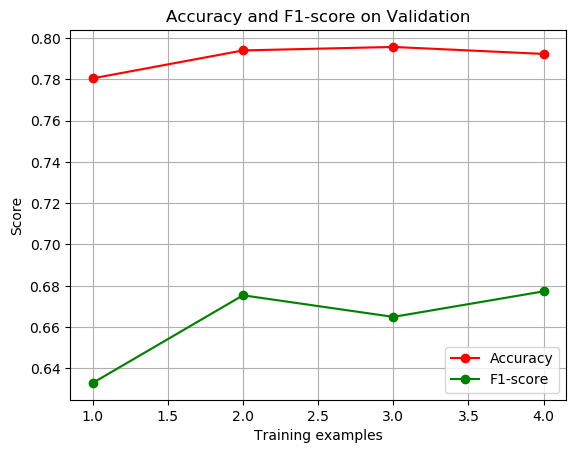 Accuracy and F1-score on Validation
0.80
0.78
0.76
0.74
0.72
0.70
0.68
0.66
0.64
Score
Accuracy
F1-score
1.0 1.5 2.0 2.5 3.0 3.5 4.0
Training examples